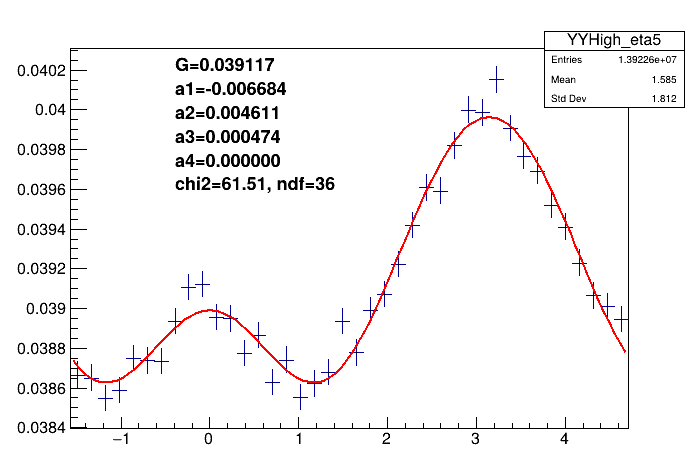 YYHigh_eta5
Entries 1.39226e+07
Mean 1.585
Std Dev 1.812
G=0.039117
a1=-0.006684
a2=0.004611
a3=0.000474
a4=0.000000
chi2=61.51, ndf=36
0.0402
0.04
0.0398
0.0396
0.0394
0.0392
0.039
0.0388
0.0386
0.0384
−1 0 1 2 3 4